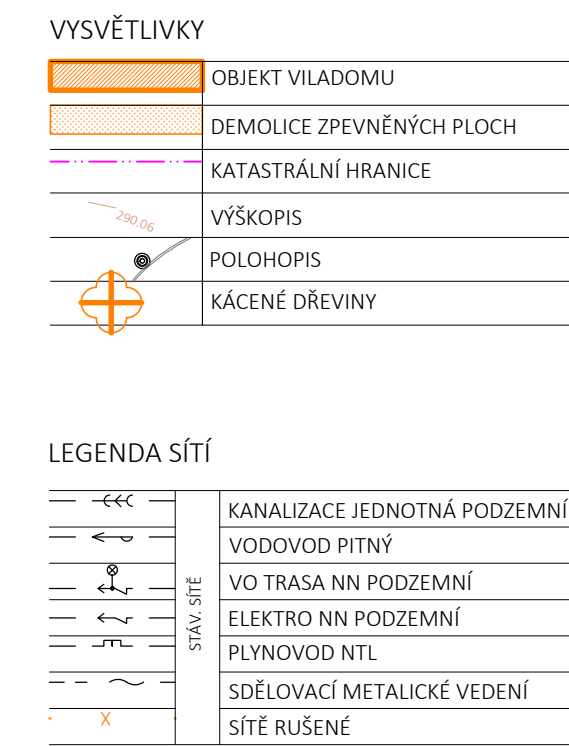 VYSVĚTLIVKY
OBJEKT VILADOMU
DEMOLICE ZPEVNĚNÝCH PLOCH
KATASTRÁLNÍ HRANICE
290.06
VÝŠKOPIS
POLOHOPIS
KÁCENÉ DŘEVINY
LEGENDA SÍTÍ
STÁV. SÍTĚ
KANALIZACE JEDNOTNÁ PODZEMNÍ
VODOVOD PITNÝ
VO TRASA NN PODZEMNÍ
ELEKTRO NN PODZEMNÍ
PLYNOVOD NTL
SDĚLOVACÍ METALICKÉ VEDENÍ
X
SÍTĚ RUŠENÉ